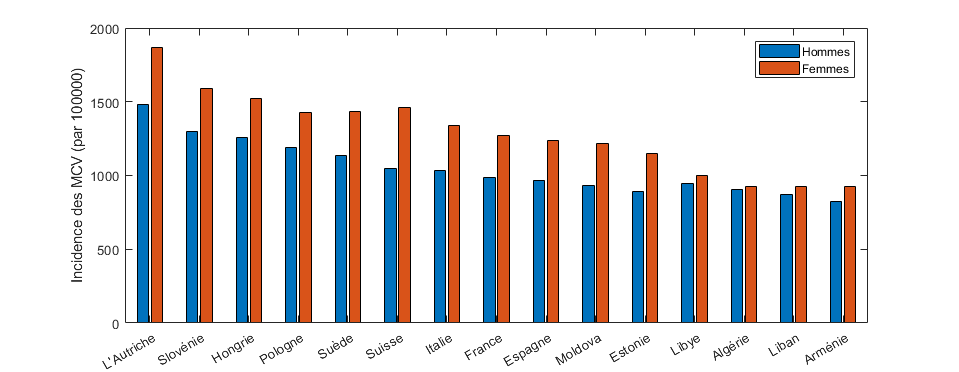 2000
1500
1000
500
0
Incidence des MCV (par 100000)
Hommes
Femmes
L'Autriche
Slovénie
Hongrie
Pologne
Suède
Suisse
Italie
France
Espagne
Moldova
Estonie
Libye
Algérie
Liban
Arménie